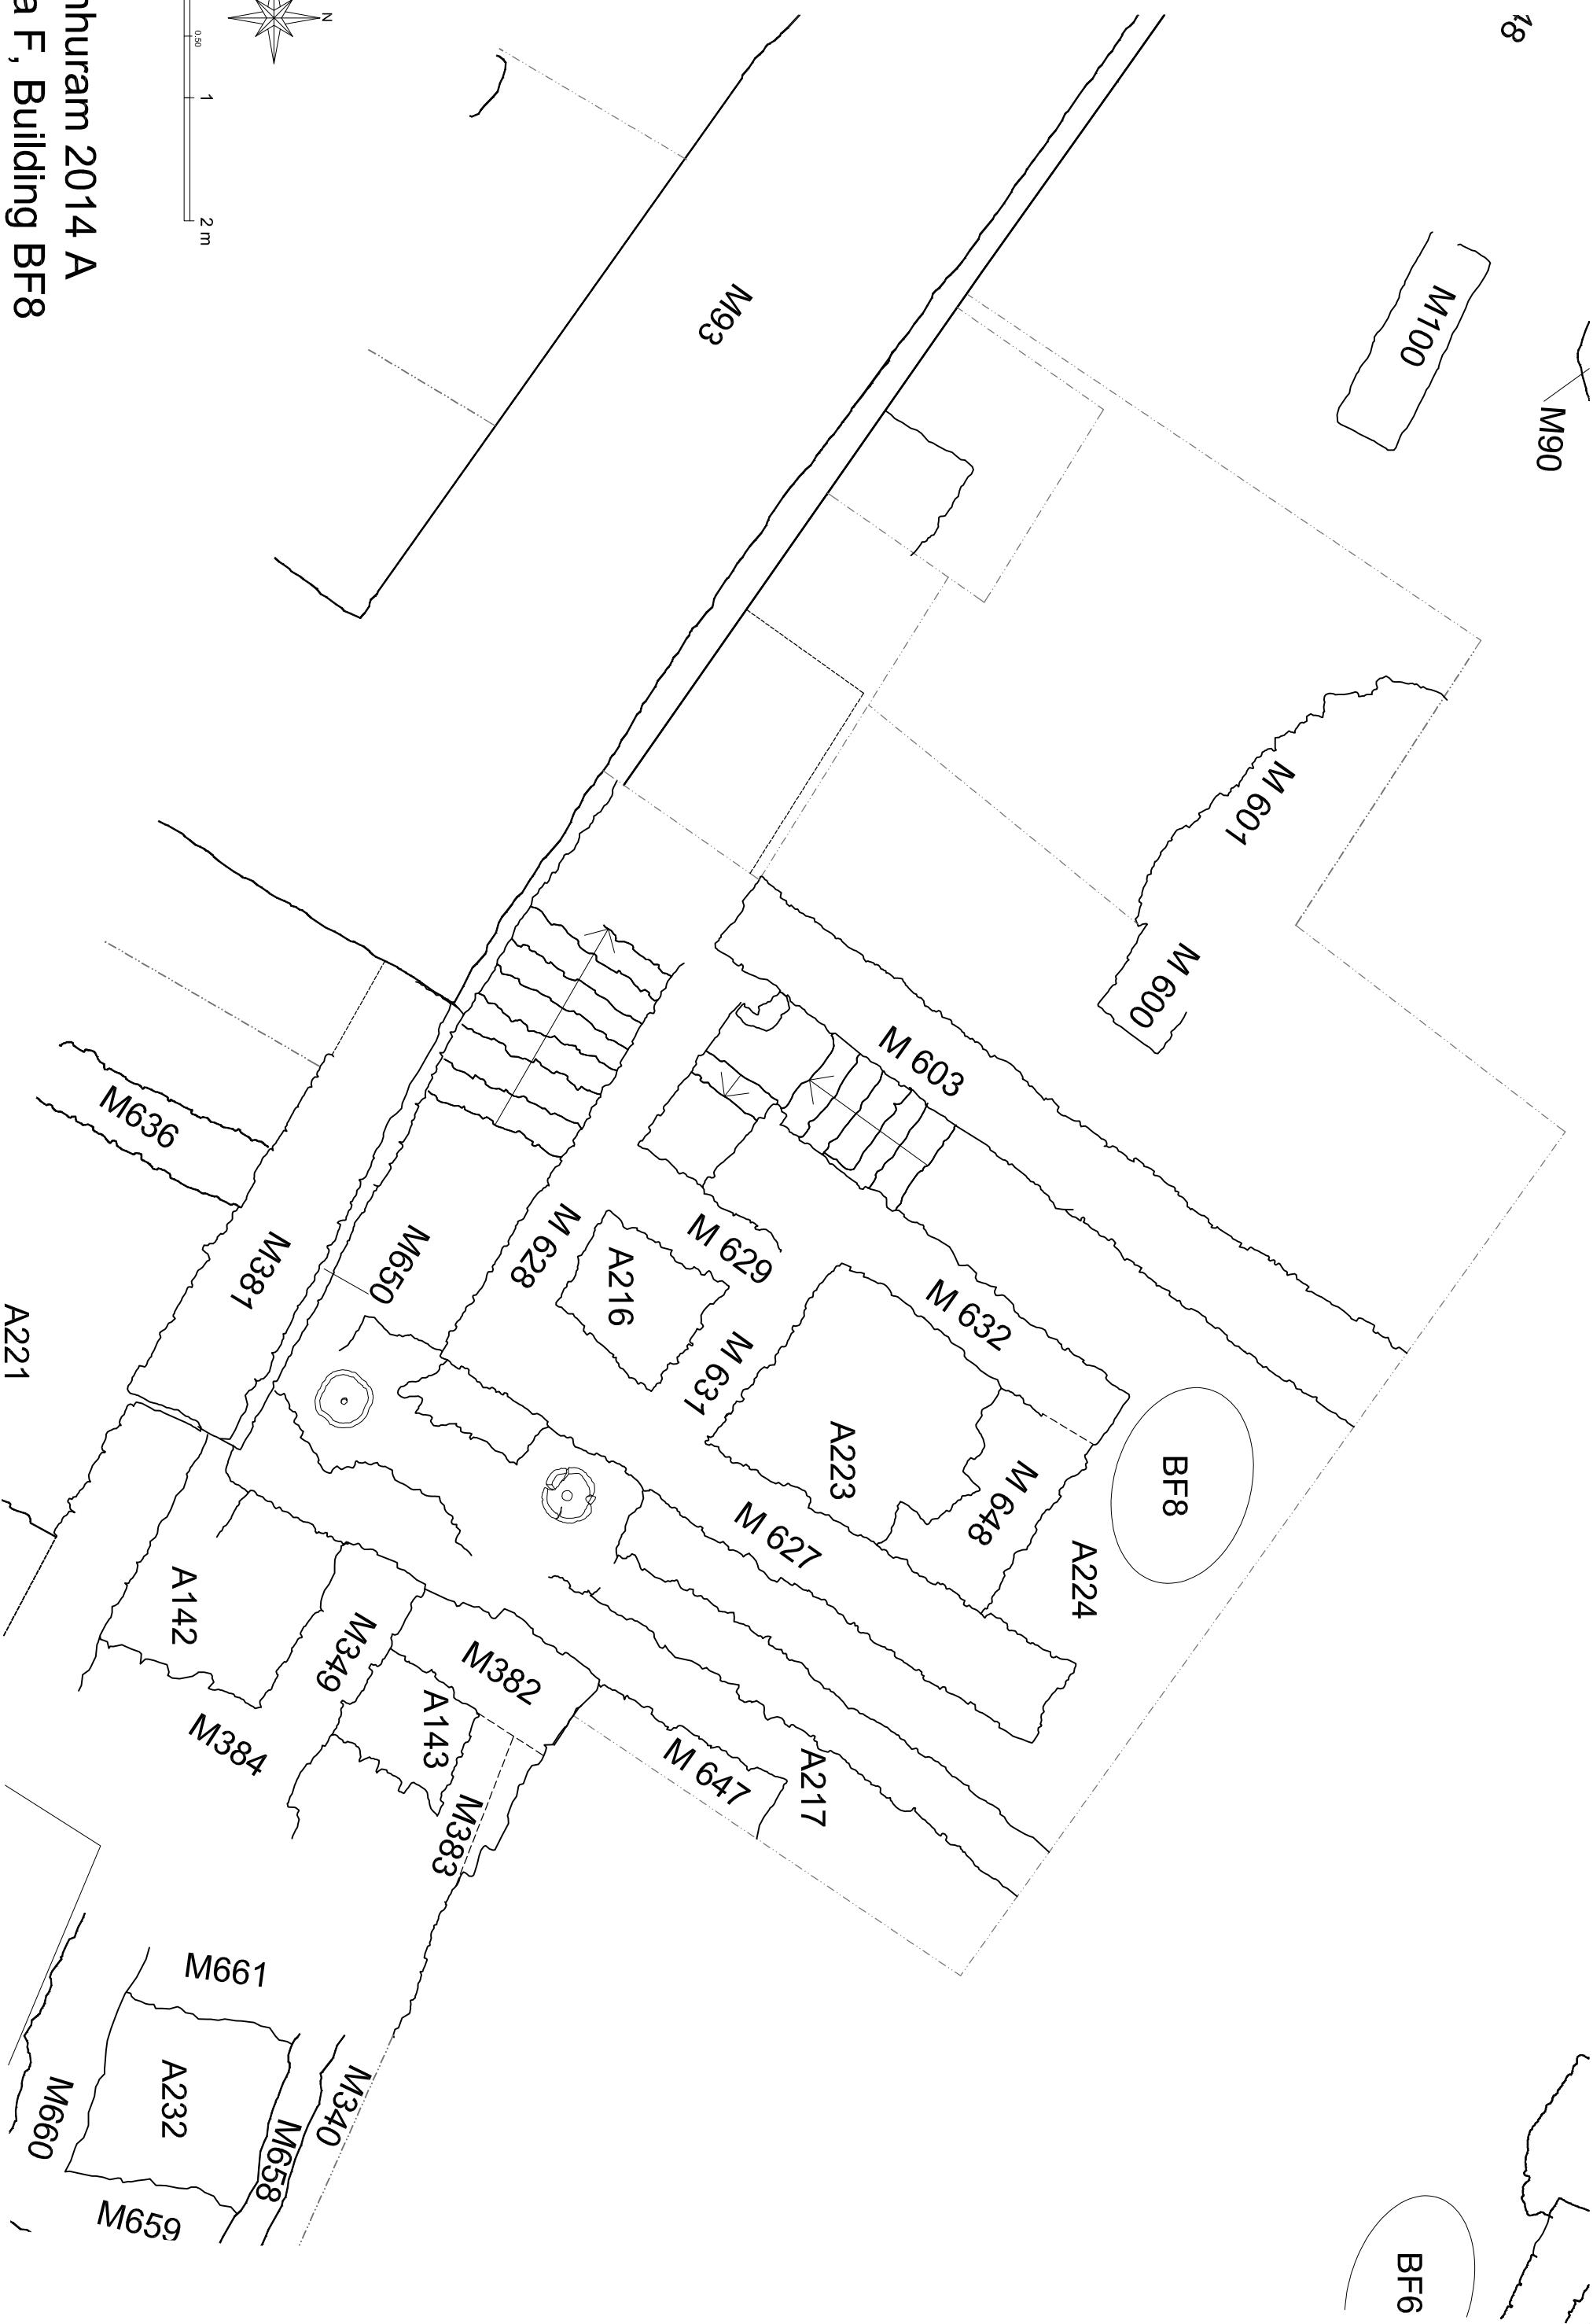 nhuram 2014 A
a F, Building BF8
N
0.50
1
2 m
M93
M100
M90
M 601
M 600
M 603
M636
M381
M650
M 628
A216
M 629
M 631
M 632
A223
M 648
BF8
A224
M 627
A221
A142
M349
M382
A143
M384
M383
M 647
A217
M661
A232
M660
M658
M340
M659
BF6